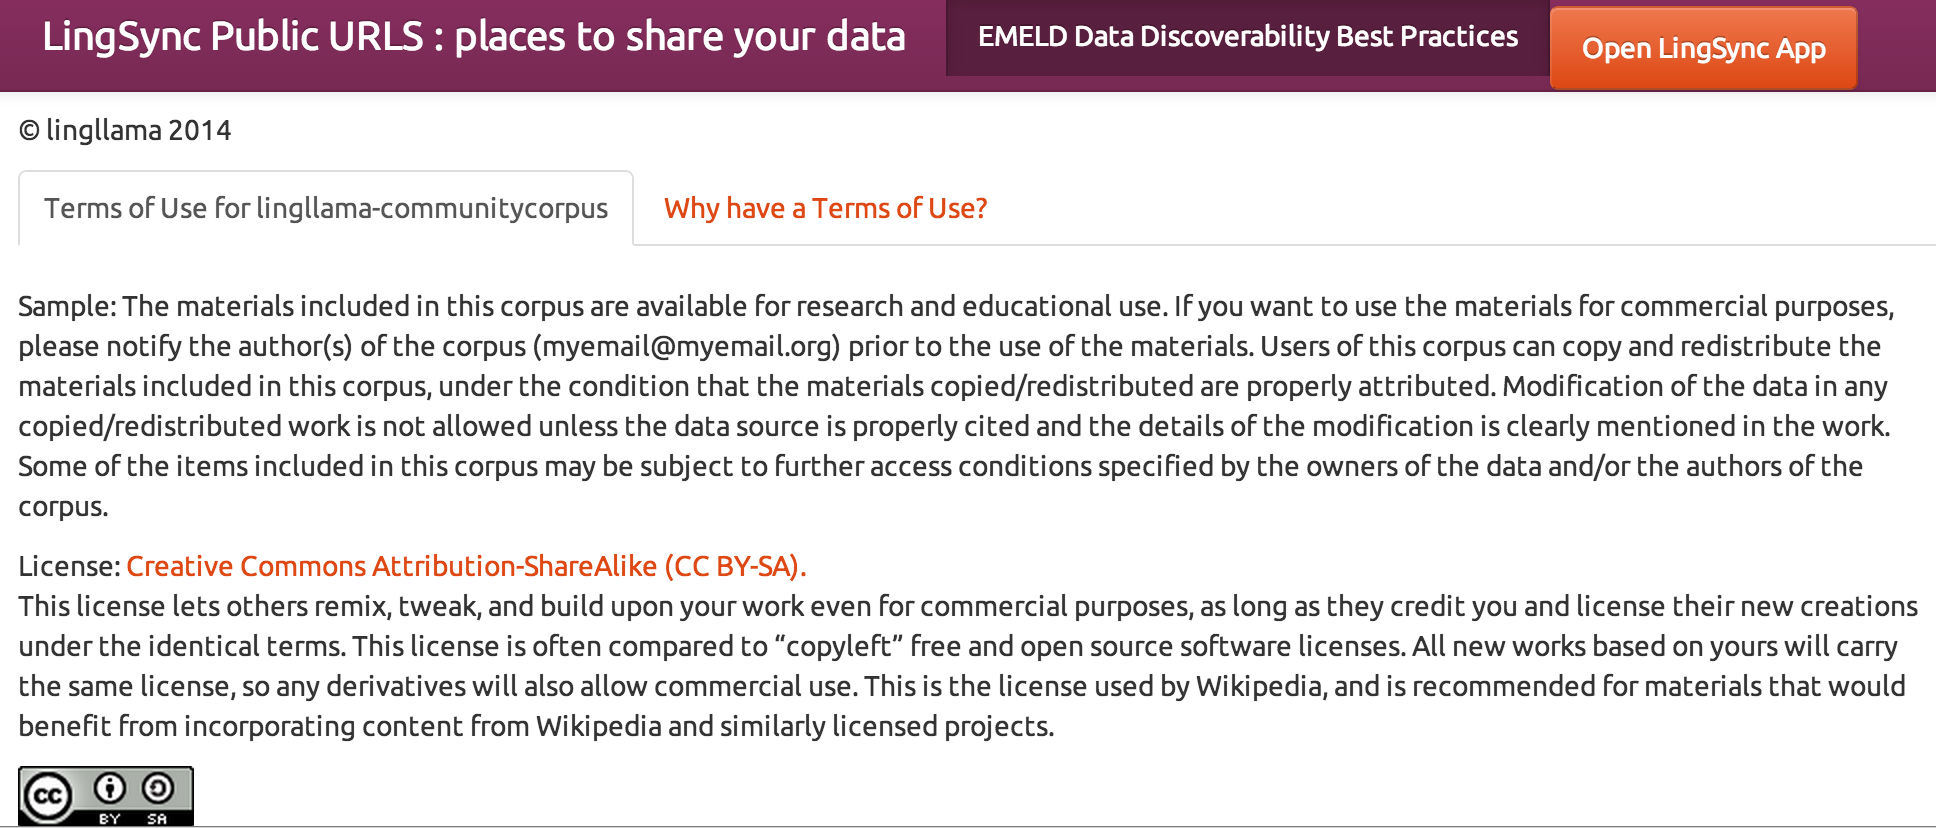 LingSync Public URLS : places to share your data
EMELD Data Discoverability Best Practices
Open LingSync App
© lingllama 2014
Terms of Use for lingllama-communitycorpus
Why have a Terms of Use?
Sample: The materials included in this corpus are available for research and educational use. If you want to use the materials for commercial purposes,
please notify the author(s) of the corpus (myemail@myemail.org) prior to the use of the materials. Users of this corpus can copy and redistribute the
materials included in this corpus, under the condition that the materials copied/redistributed are properly attributed. Modification of the data in any
copied/redistributed work is not allowed unless the data source is properly cited and the details of the modification is clearly mentioned in the work.
Some of the items included in this corpus may be subject to further access conditions specified by the owners of the data and/or the authors of the
corpus.
License: Creative Commons Attribution-ShareAlike (CC BY-SA).
This license lets others remix, tweak, and build upon your work even for commercial purposes, as long as they credit you and license their new creations
under the identical terms. This license is often compared to “copyleft” free and open source software licenses. All new works based on yours will carry
the same license, so any derivatives will also allow commercial use. This is the license used by Wikipedia, and is recommended for materials that would
benefit from incorporating content from Wikipedia and similarly licensed projects.
cc
BY SA